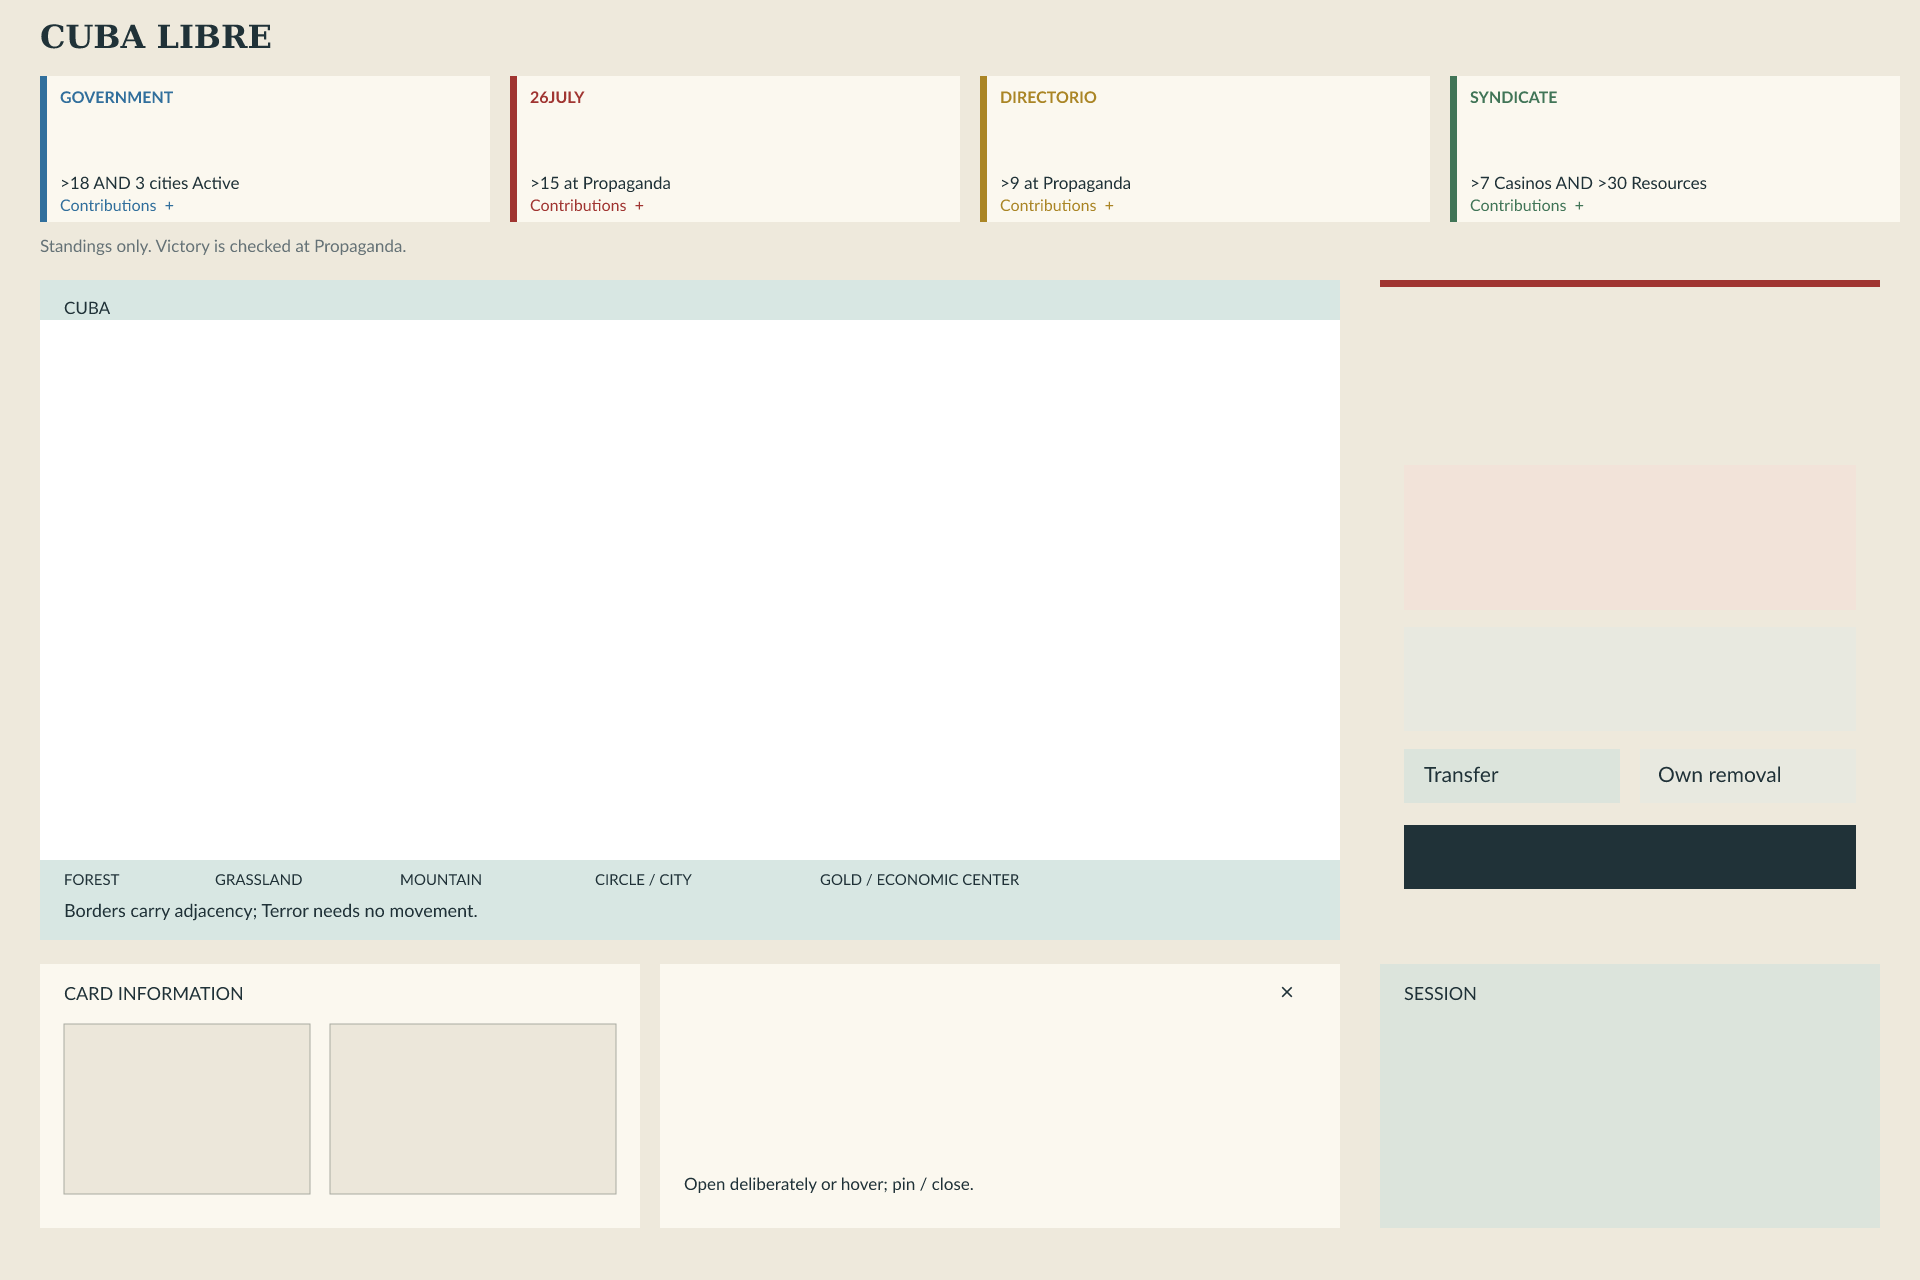 CUBA LIBRE
GOVERNMENT
>18 AND 3 cities Active
Contributions +
26JULY
>15 at Propaganda
Contributions +
DIRECTORIO
>9 at Propaganda
Contributions +
SYNDICATE
>7 Casinos AND >30 Resources
Contributions +
Standings only. Victory is checked at Propaganda.
CUBA
Transfer
Own removal
FOREST
GRASSLAND
MOUNTAIN
CIRCLE / CITY
GOLD / ECONOMIC CENTER
Borders carry adjacency; Terror needs no movement.
CARD INFORMATION
×
Open deliberately or hover; pin / close.
SESSION